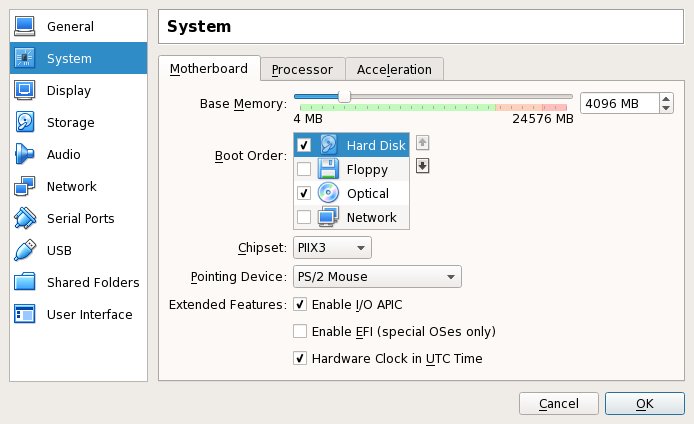 General
System
Display
Storage
Audio
Network
Serial Ports
USB
Shared Folders
User Interface
System
Motherboard Processor Acceleration
Base Memory: 4096 MB
4 MB 24576 MB
Boot Order:
Hard Disk
Floppy
Optical
Network
Chipset: PIIX3
Pointing Device: PS/2 Mouse
Extended Features: Enable I/O APIC
Enable EFI (special OSes only)
Hardware Clock in UTC Time
Cancel OK